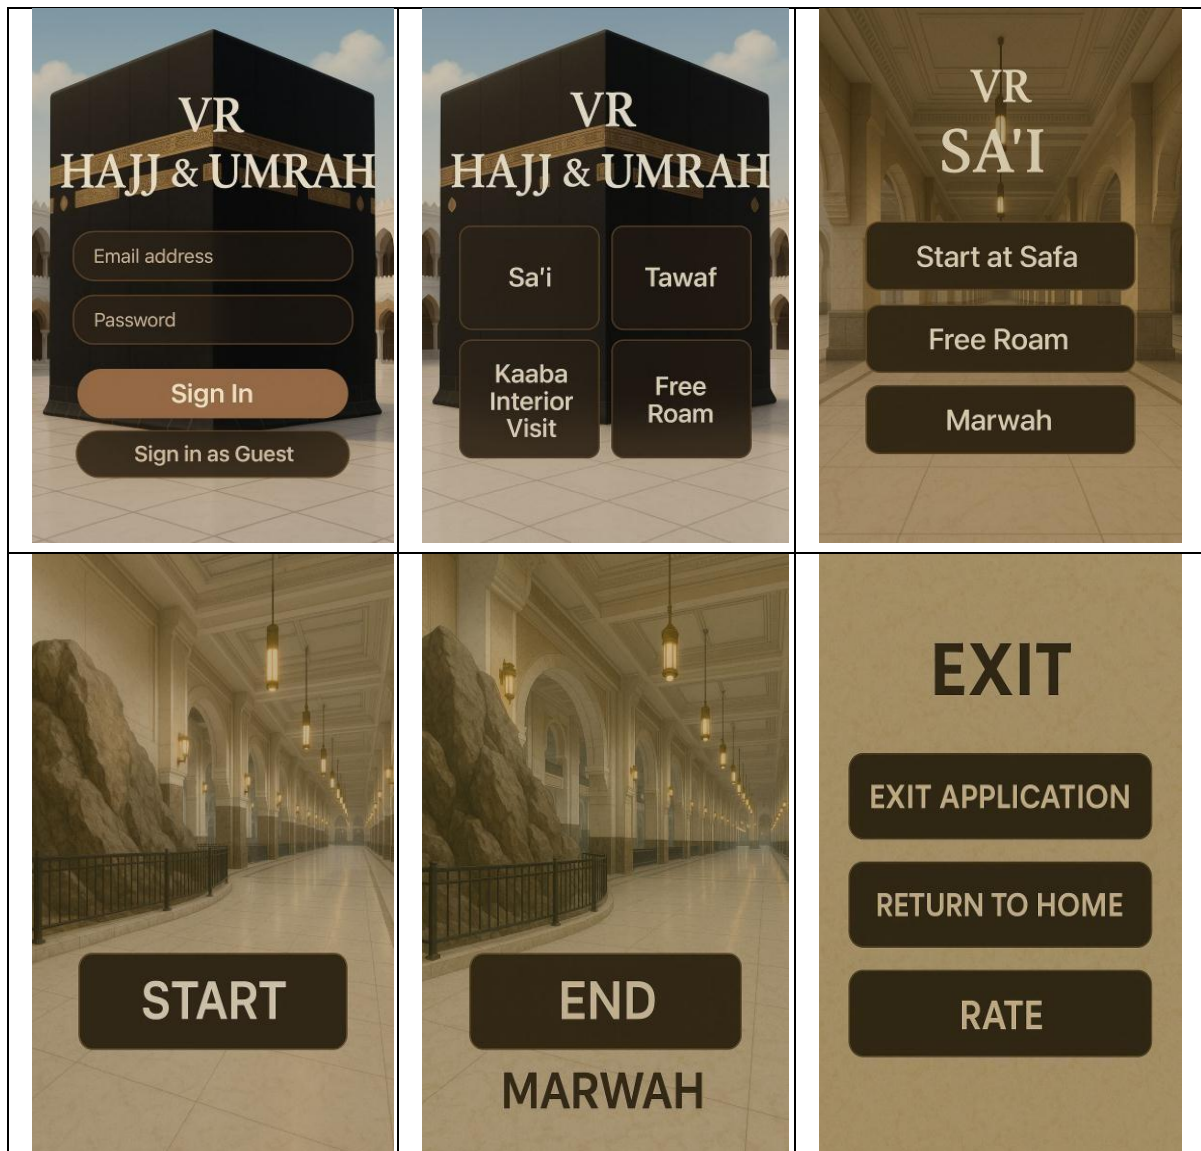 VR
HAJJ & UMRAH
Email address
Password
Sign In
Sign in as Guest
VR
HAJJ & UMRAH
Sa'i
Tawaf
Kaaba
Interior
Visit
Free
Roam
VR
SA'I
Start at Safa
Free Roam
Marwah
START
END
MARWAH
EXIT
EXIT APPLICATION
RETURN TO HOME
RATE